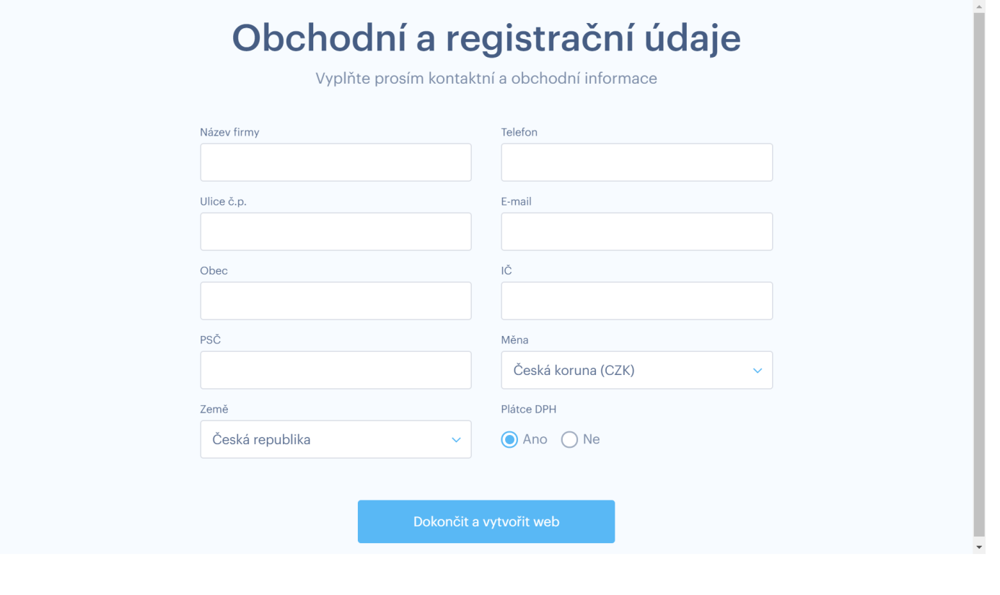 Obchodní a registrační údaje
Vyplňte prosím kontaktní a obchodní informace
Název firmy
Telefon
Ulice č.p.
E-mail
Obec
IČ
PSČ
Měna
Česká koruna (CZK)
Země
Česká republika
Plátce DPH
Ano Ne
Dokončit a vytvořit web